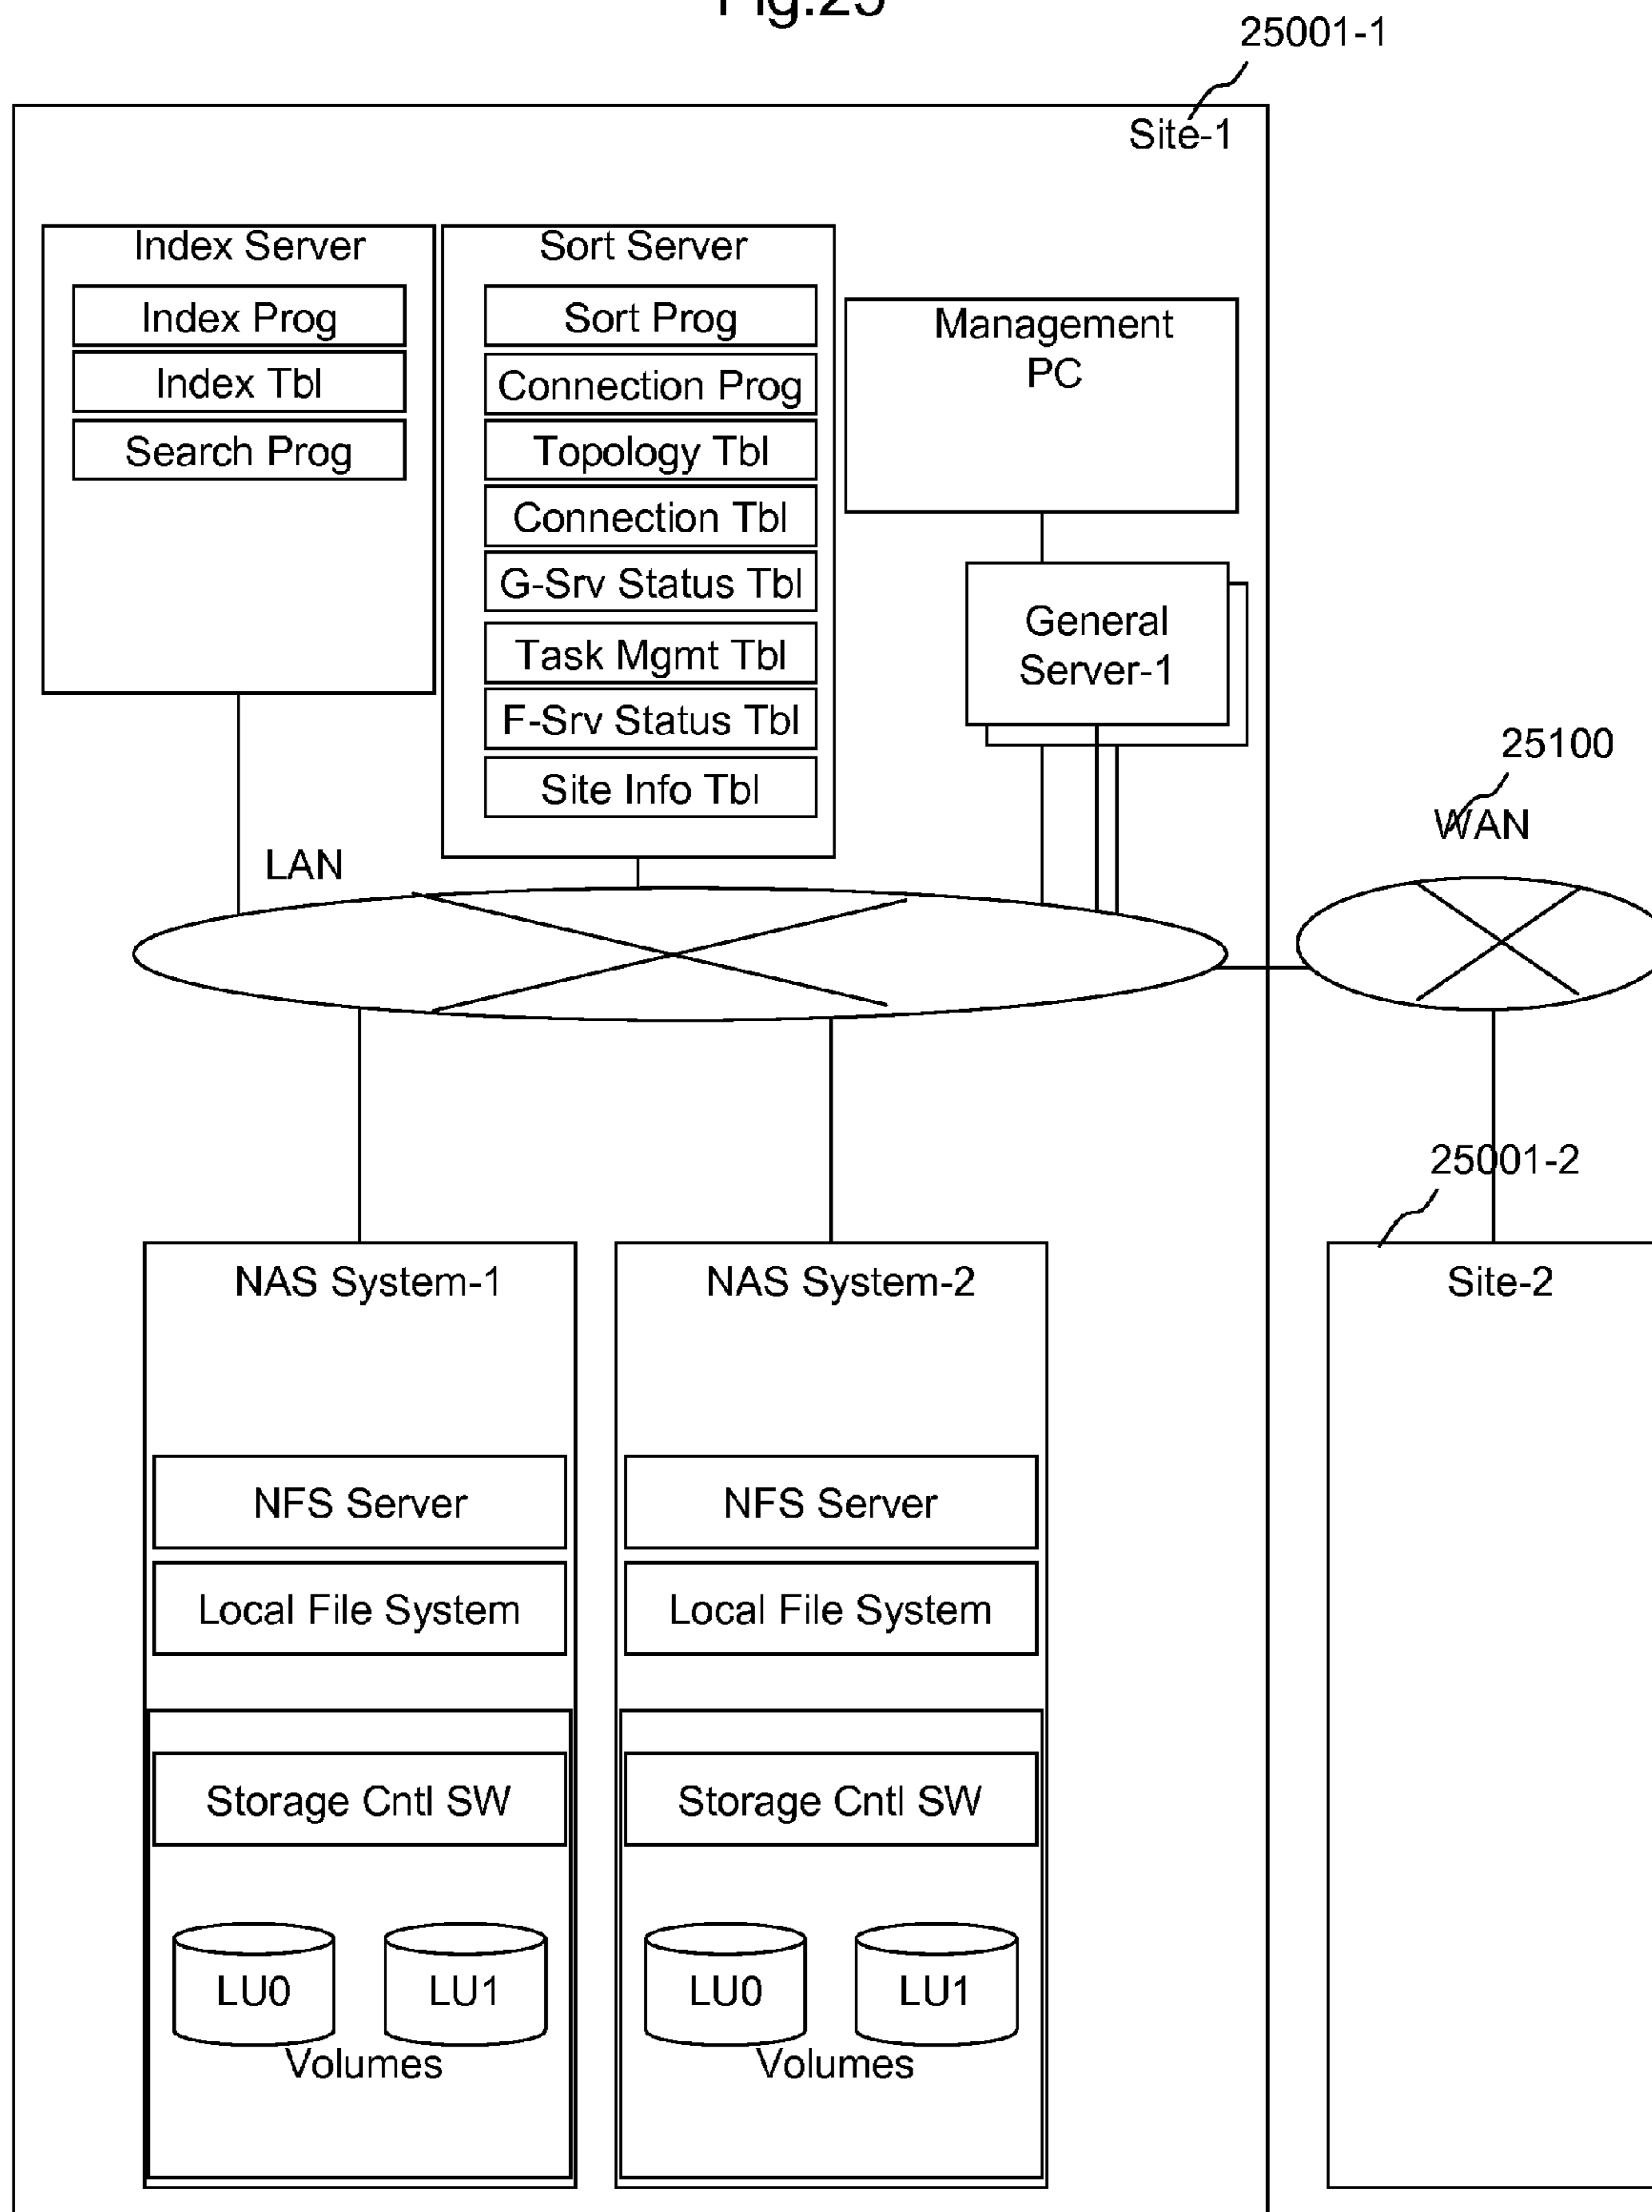 Fig.25
25001-1
Site-1
Index Server
Index Prog
Index Tbl
Search Prog
Sort Server
Sort Prog
Connection Prog
Topology Tbl
Connection Tbl
G-Srv Status Tbl
Task Mgmt Tbl
F-Srv Status Tbl
Site Info Tbl
Management
PC
General
Server-1
25100
WAN
LAN
25001-2
Site-2
NAS System-1
NFS Server
Local File System
Storage Cntl SW
LU0
LU1
Volumes
NAS System-2
NFS Server
Local File System
Storage Cntl SW
LU0
LU1
Volumes